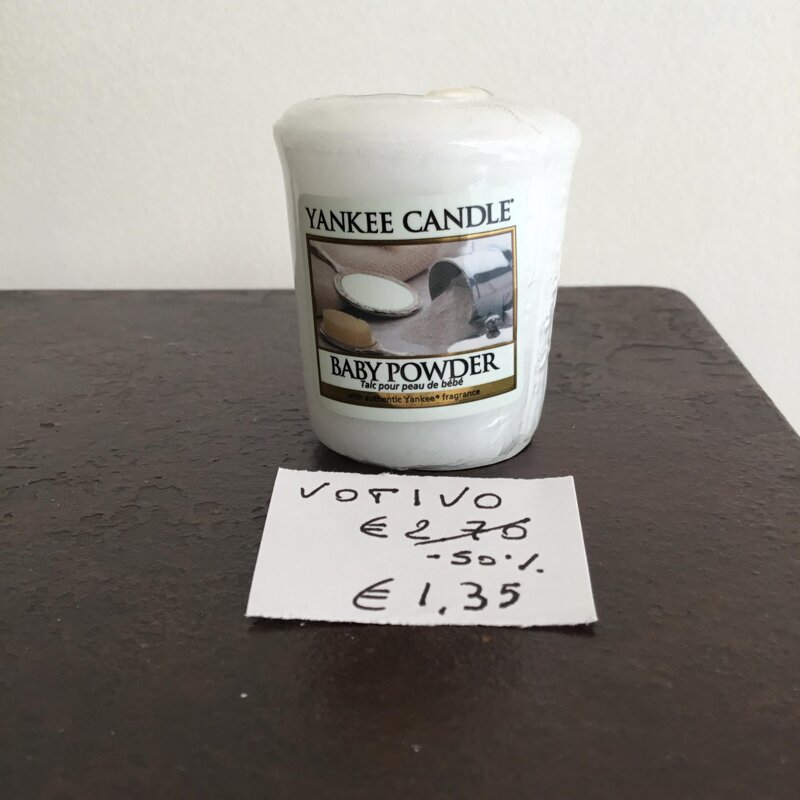 YANKEE CANDLE®
BABY POWDER
Talc pour peau de bébé
with authentic Yankee® fragrance
VOTIVO
€ 2,70
-50%
€ 1,35